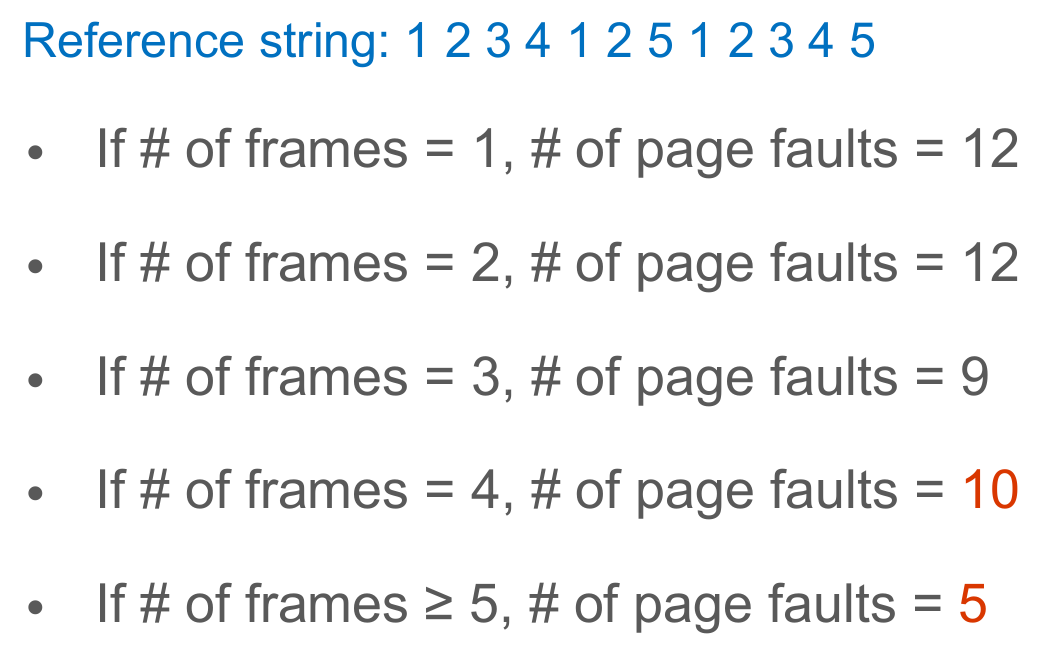 Reference string: 1 2 3 4 1 2 5 1 2 3 4 5
• If # of frames = 1, # of page faults = 12
• If # of frames = 2, # of page faults = 12
• If # of frames = 3, # of page faults = 9
• If # of frames = 4, # of page faults = 10
• If # of frames ≥ 5, # of page faults = 5